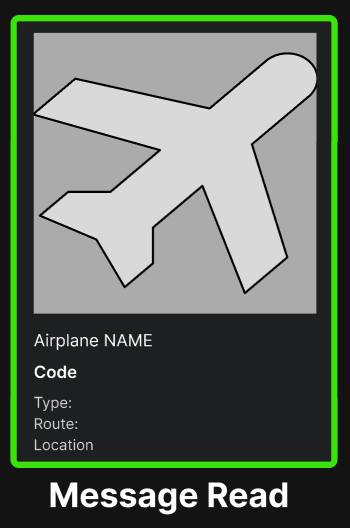 Airplane NAME
Code
Type:
Route:
Location
Message Read